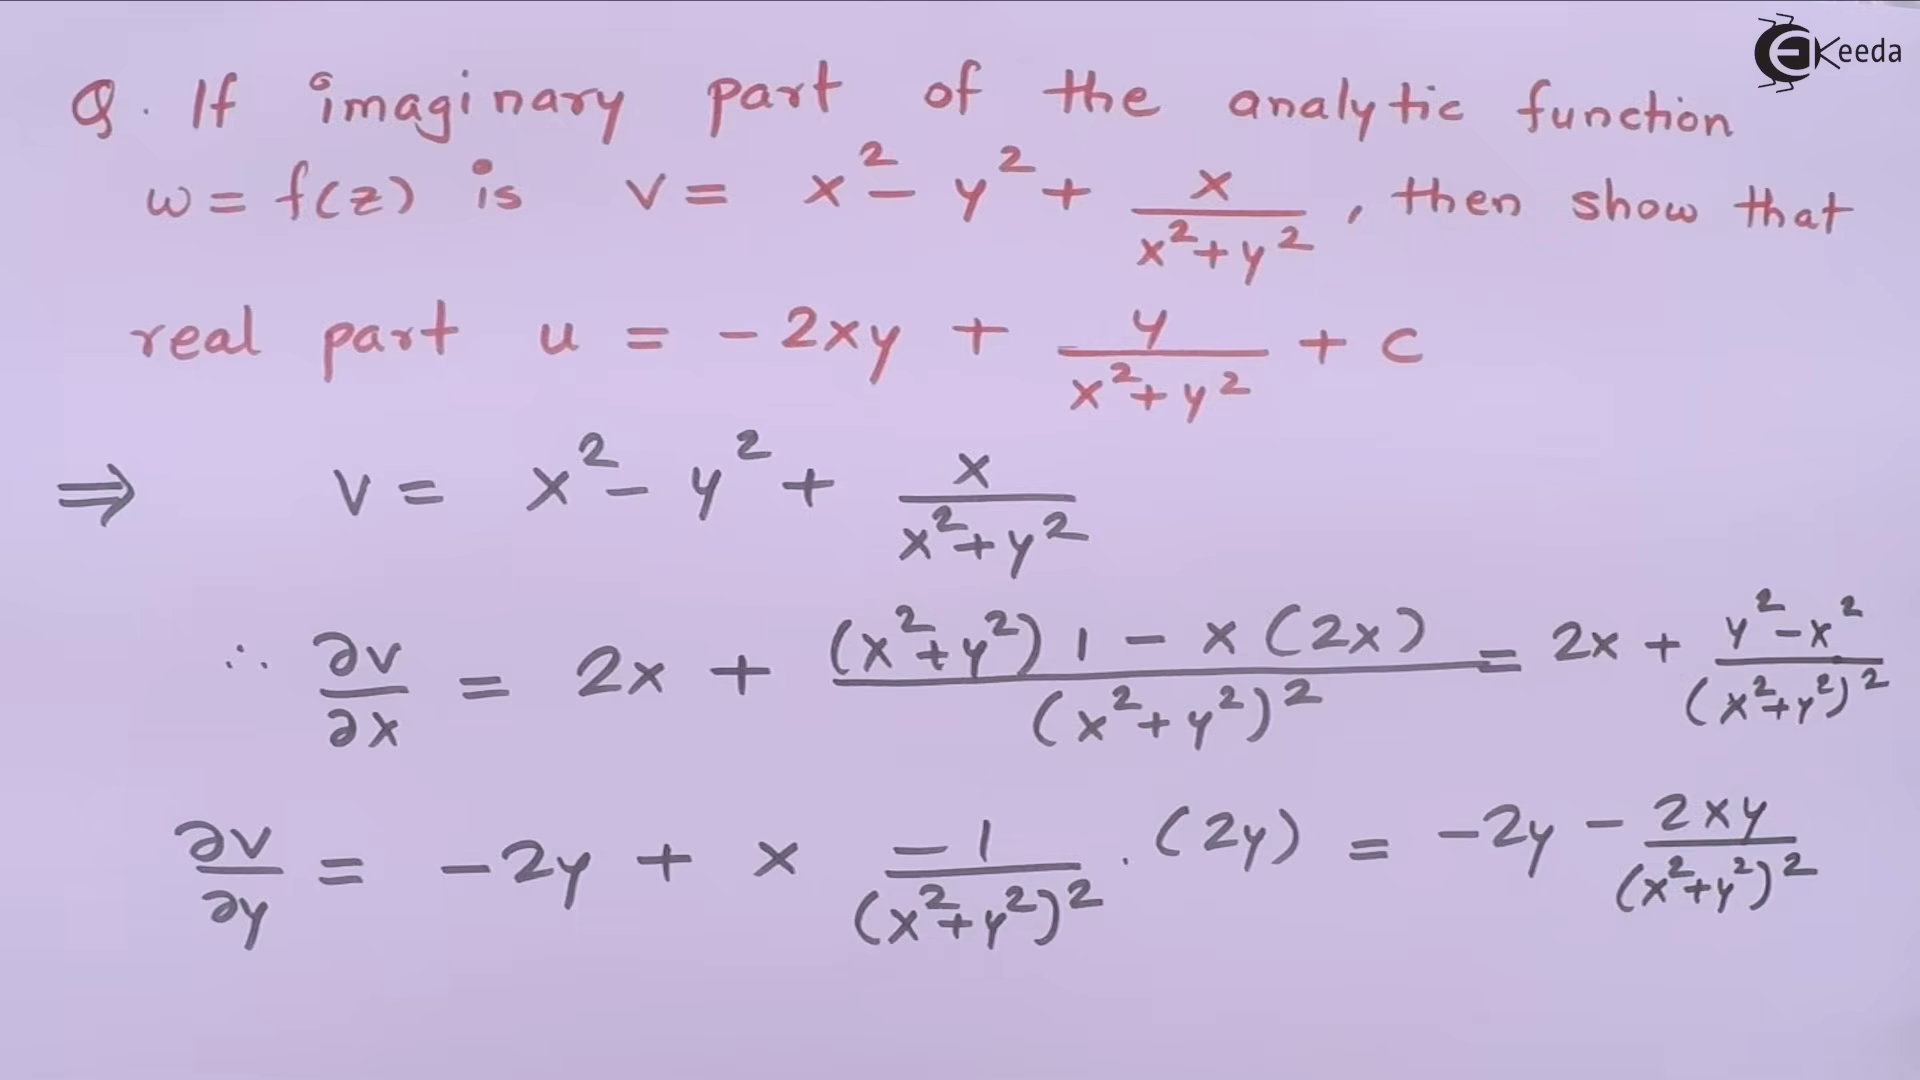 EKeeda
Q. If imaginary part of the analytic function
w = f(z) is v = x² - y² + x/(x²+y²), then show that
real part u = -2xy + y/(x²+y²) + c
⇒ v = x² - y² + x/(x²+y²)
∴ ∂v/∂x = 2x + ((x²+y²) 1 - x(2x))/(x²+y²)² = 2x + (y²-x²)/(x²+y²)²
∂v/∂y = -2y + x -1/(x²+y²)² · (2y) = -2y - 2xy/(x²+y²)²